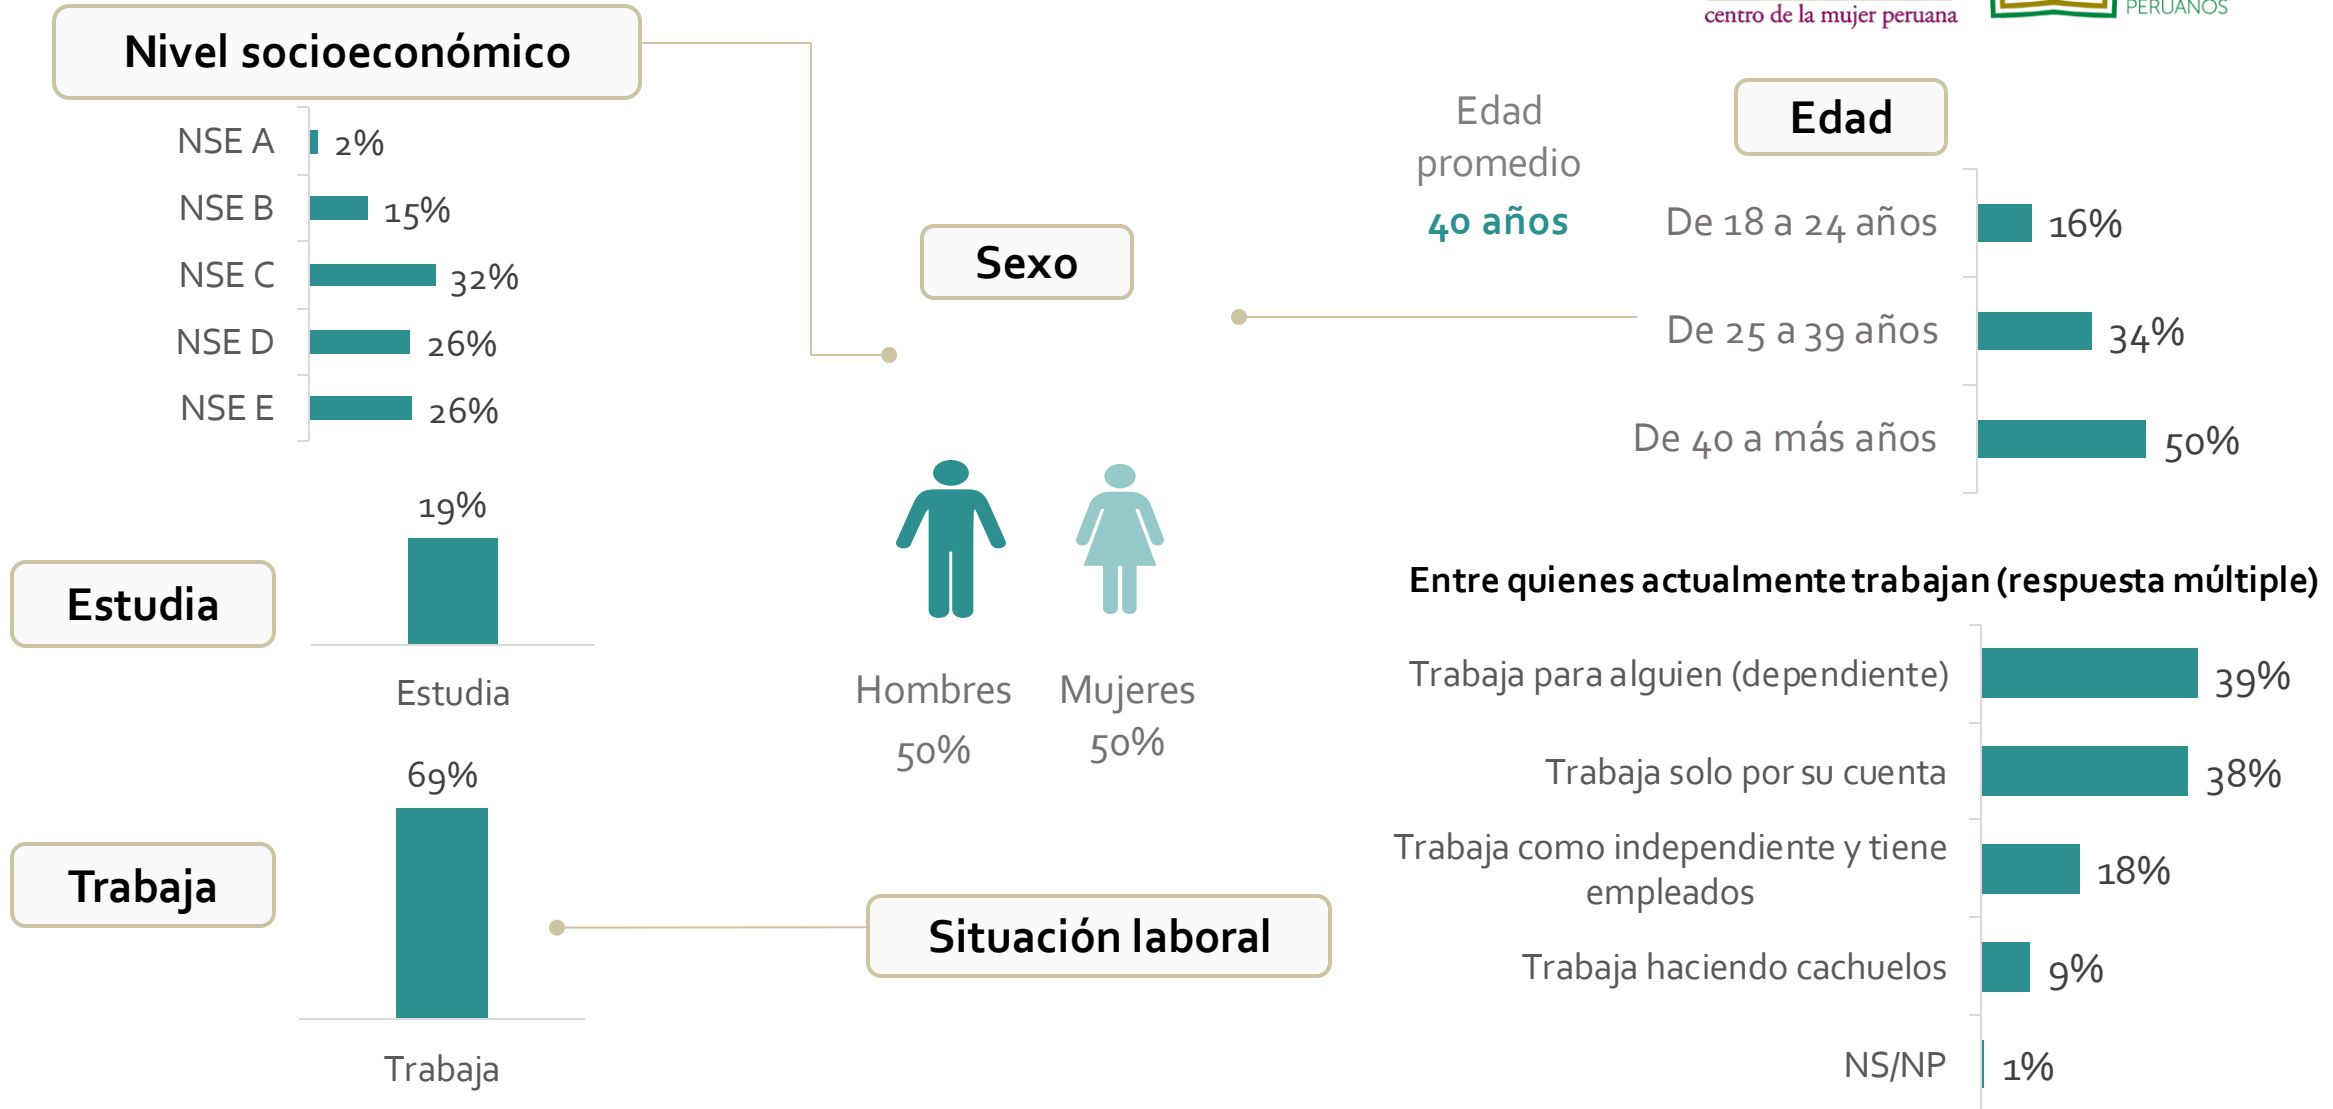 centro de la mujer peruana
PERUANOS
Nivel socioeconómico
NSE A 2%
NSE B 15%
NSE C 32%
NSE D 26%
NSE E 26%
Sexo
Hombres
50%
Mujeres
50%
Edad
Edad
promedio
40 años
De 18 a 24 años 16%
De 25 a 39 años 34%
De 40 a más años 50%
Estudia
19%
Estudia
Trabaja
69%
Trabaja
Situación laboral
Entre quienes actualmente trabajan (respuesta múltiple)
Trabaja para alguien (dependiente) 39%
Trabaja solo por su cuenta 38%
Trabaja como independiente y tiene
empleados 18%
Trabaja haciendo cachuelos 9%
NS/NP 1%